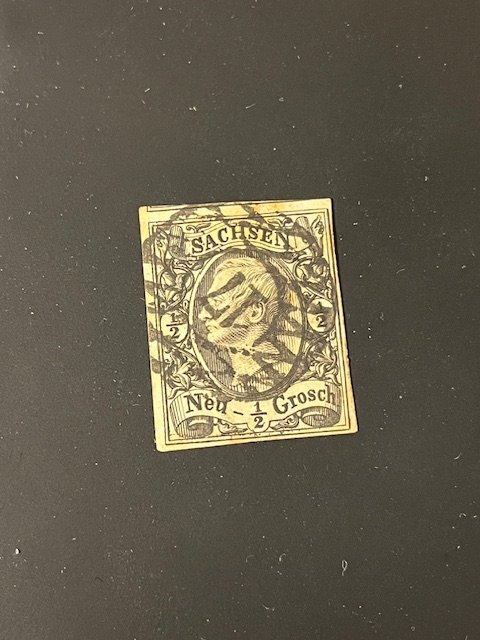 SACHSEN
1/2 1/2
Neu-1/2 Grosch